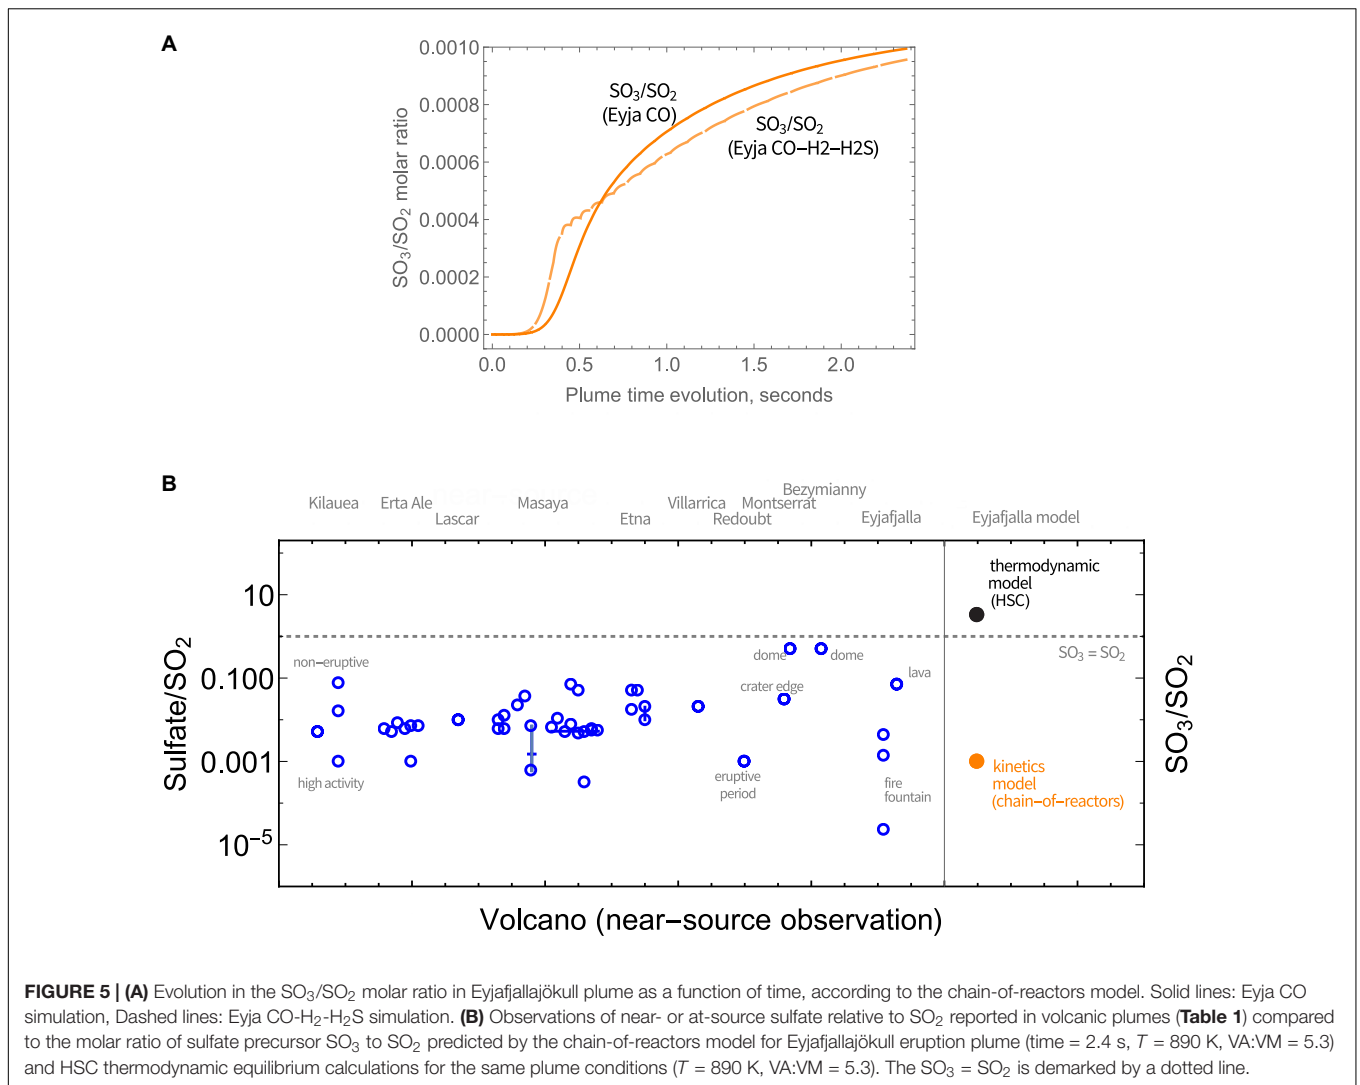 A
0.0010
0.0008
0.0006
0.0004
0.0002
0.0000
SO3/SO2 molar ratio
SO3/SO2
(Eyja CO)
SO3/SO2
(Eyja CO−H2−H2S)
0.0
0.5
1.0
1.5
2.0
Plume time evolution, seconds
B
Kilauea
Erta Ale
Lascar
Masaya
Etna
Villarrica
Redoubt
Montserrat
Bezymianny
Eyjafjalla
Eyjafjalla model
10
0.100
0.001
10−5
Sulfate/SO2
SO3/SO2
non−eruptive
high activity
dome
dome
crater edge
eruptive
period
lava
fire
fountain
thermodynamic
model
(HSC)
SO3 = SO2
kinetics
model
(chain−of−reactors)
Volcano (near−source observation)
FIGURE 5 | (A) Evolution in the SO3/SO2 molar ratio in Eyjafjallajökull plume as a function of time, according to the chain-of-reactors model. Solid lines: Eyja CO
simulation, Dashed lines: Eyja CO-H2-H2S simulation. (B) Observations of near- or at-source sulfate relative to SO2 reported in volcanic plumes (Table 1) compared
to the molar ratio of sulfate precursor SO3 to SO2 predicted by the chain-of-reactors model for Eyjafjallajökull eruption plume (time = 2.4 s, T = 890 K, VA:VM = 5.3)
and HSC thermodynamic equilibrium calculations for the same plume conditions (T = 890 K, VA:VM = 5.3). The SO3 = SO2 is demarked by a dotted line.